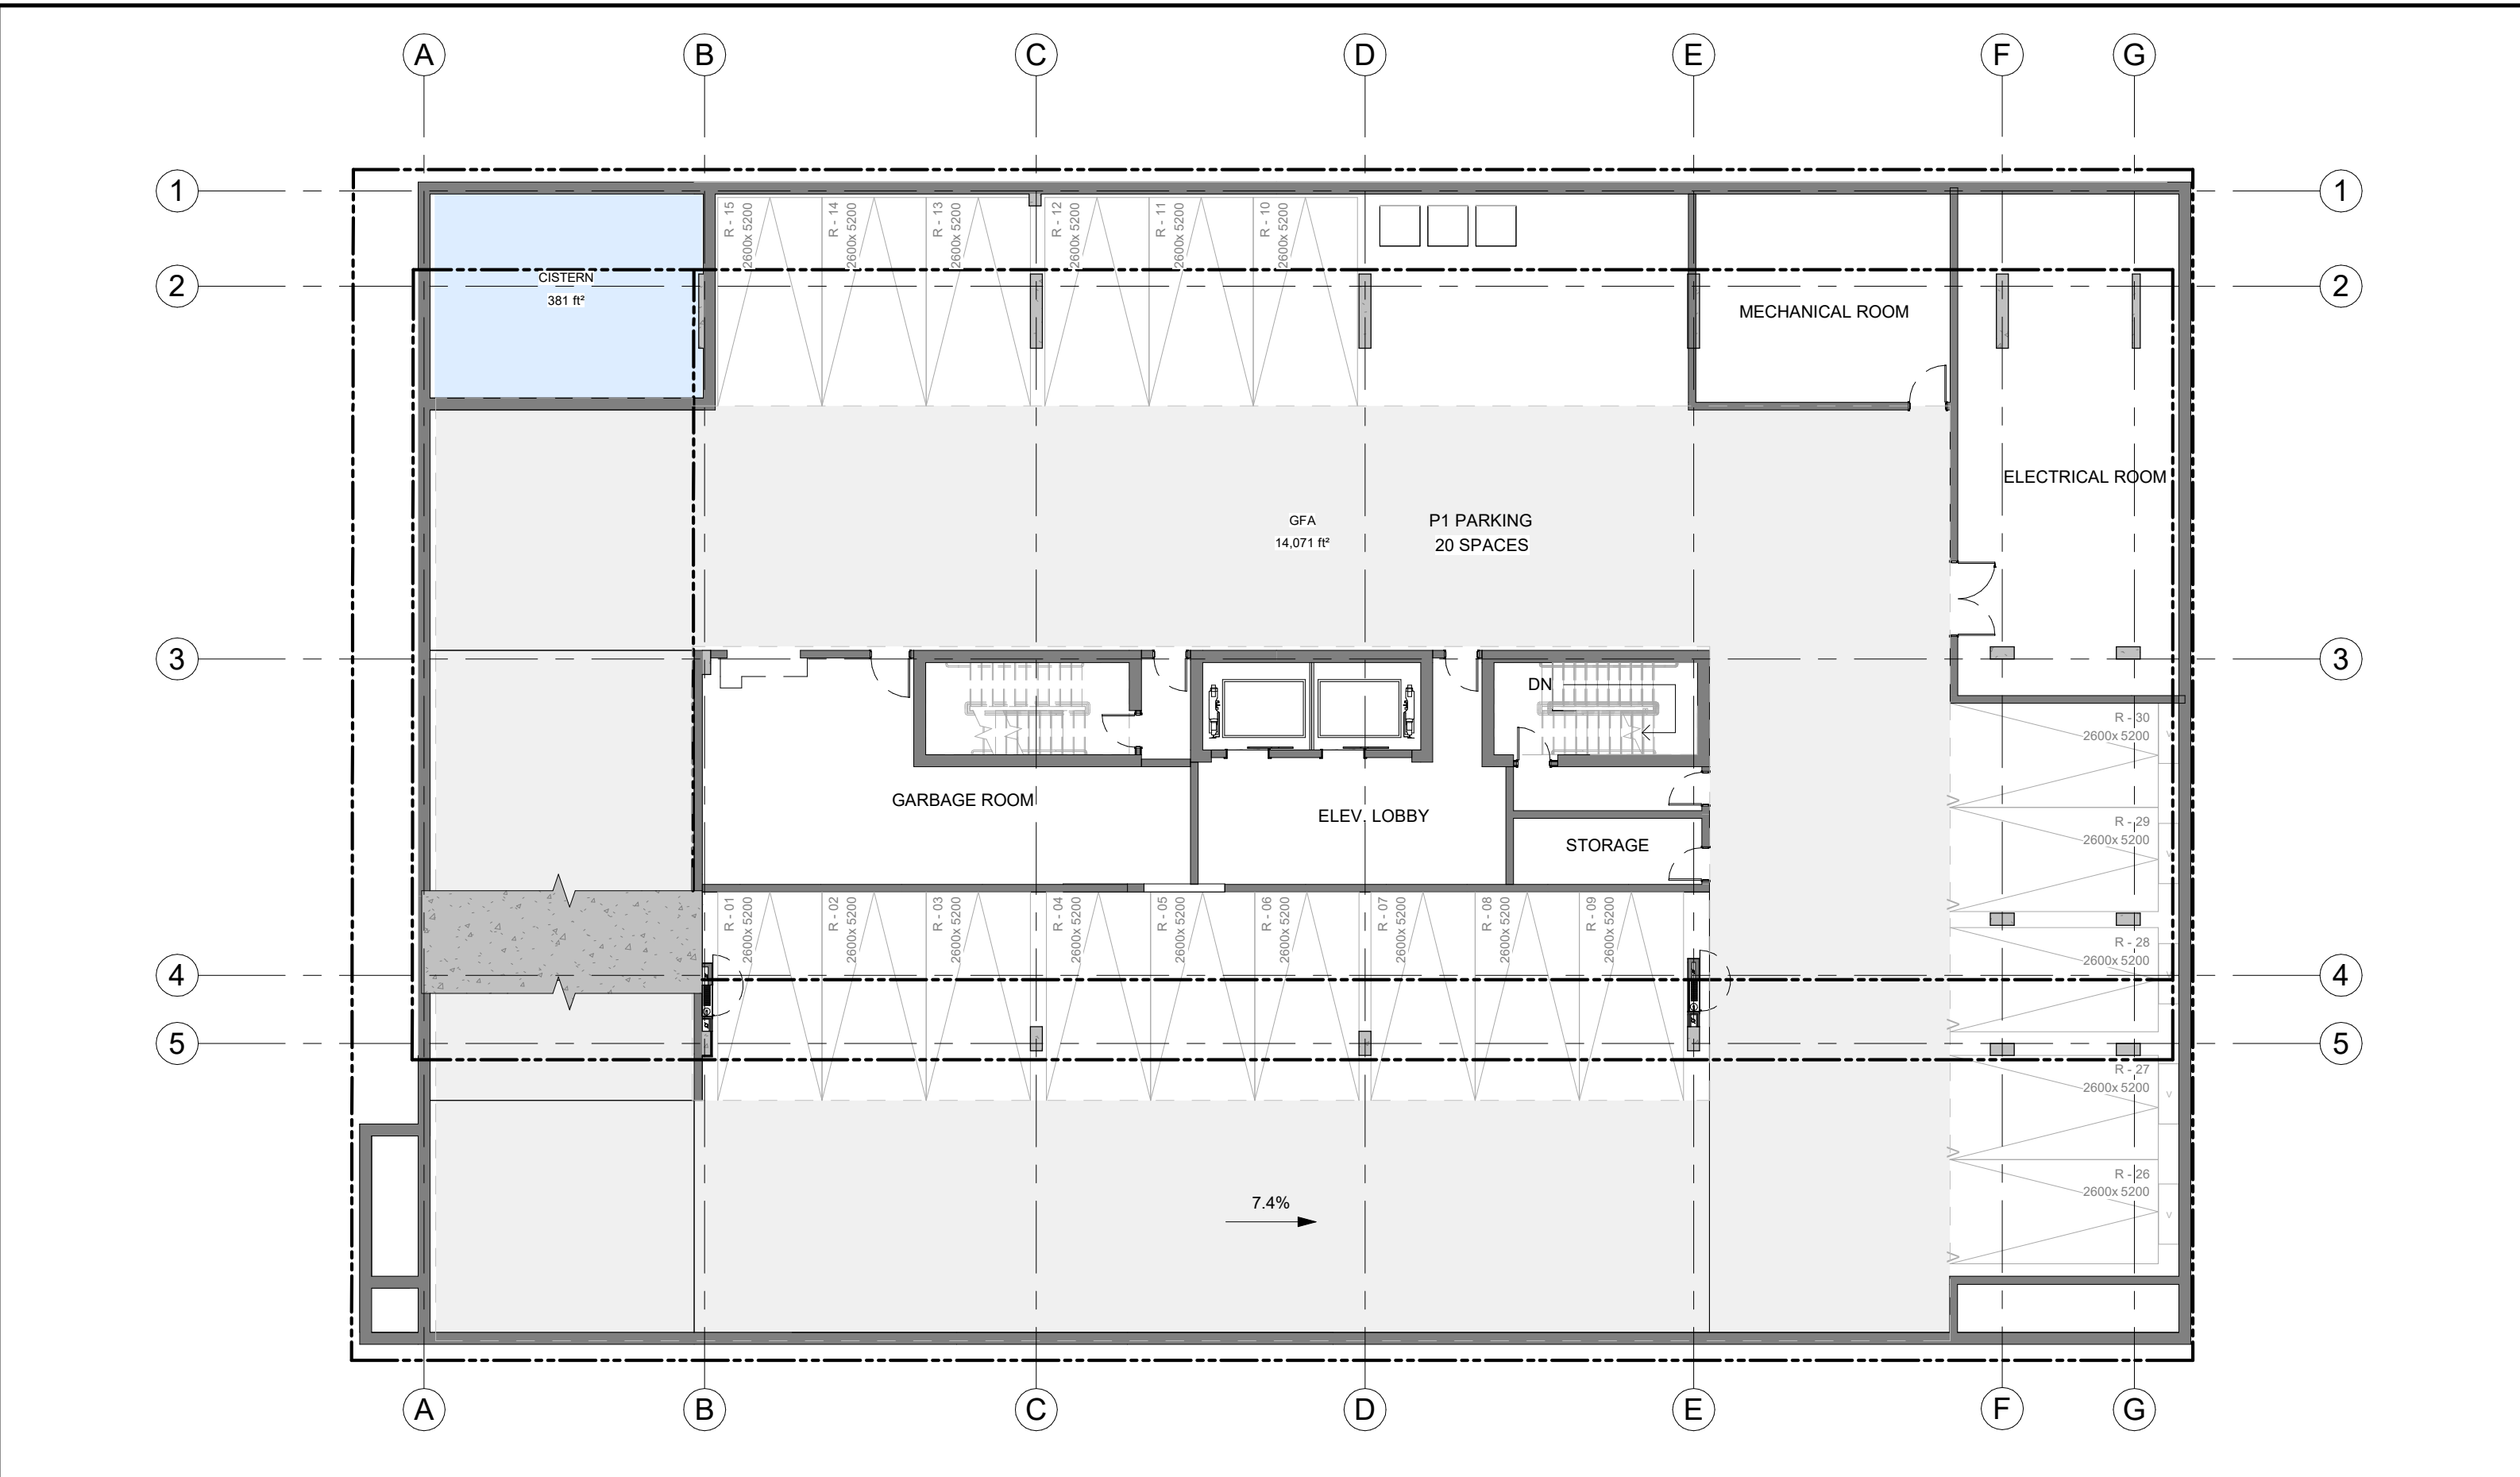 A B C D E F G
1 1
R - 15 R - 14 R - 13 R - 12 R - 11 R - 10
2600x 5200 2600x 5200 2600x 5200 2600x 5200 2600x 5200 2600x 5200
2 2
CISTERN
381 ft²
MECHANICAL ROOM
ELECTRICAL ROOM
GFA
14,071 ft²
P1 PARKING
20 SPACES
3 3
DN
R - 30
2600x 5200
GARBAGE ROOM
ELEV. LOBBY
R - 29
2600x 5200
STORAGE
R - 01 R - 02 R - 03 R - 04 R - 05 R - 06 R - 07 R - 08 R - 09
2600x 5200 2600x 5200 2600x 5200 2600x 5200 2600x 5200 2600x 5200 2600x 5200 2600x 5200 2600x 5200
R - 28
2600x 5200
4 4
5 5
R - 27
2600x 5200
R - 26
2600x 5200
7.4%
A B C D E F G